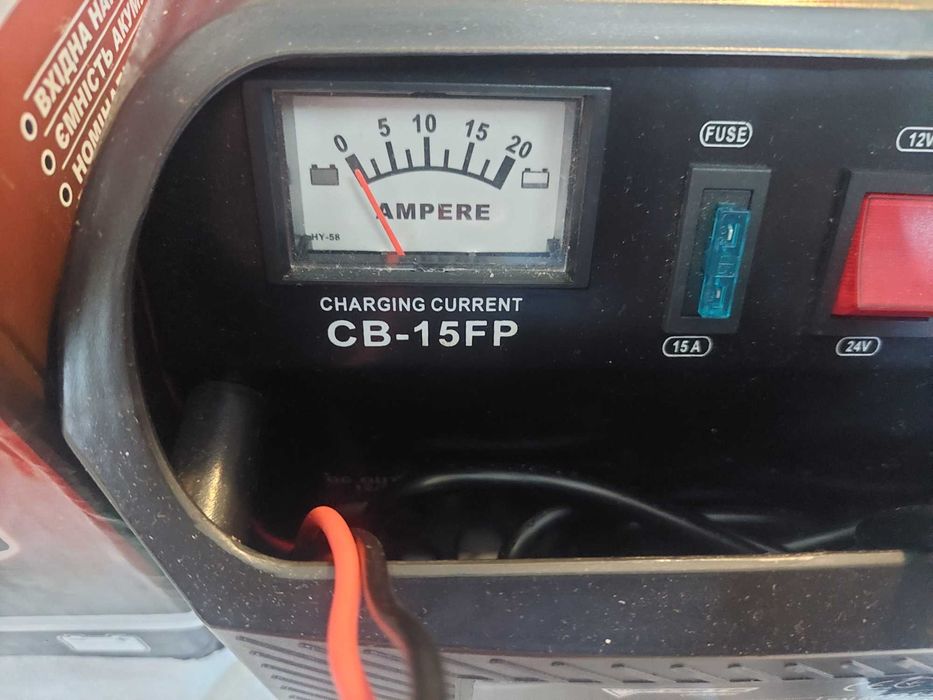 ВХІДНА НА
ЄМНІСТЬ АКУМ
НОМІНА
0 5 10 15 20
AMPERE
HY-58
CHARGING CURRENT
CB-15FP
FUSE
15 A
12V
24V